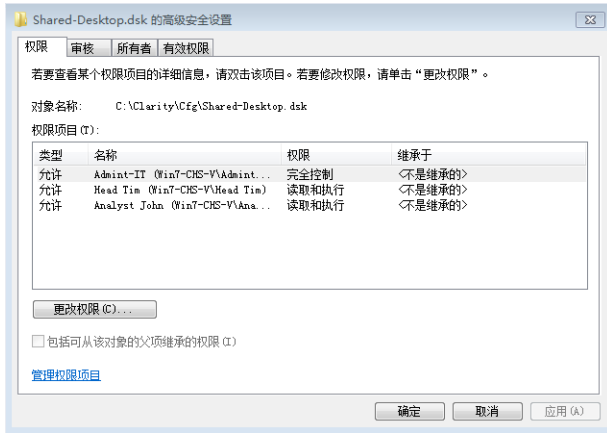 Shared-Desktop.dsk 的高级安全设置
权限 审核 所有者 有效权限
若要查看某个权限项目的详细信息，请双击该项目。若要修改权限，请单击“更改权限”。
对象名称: C:\Clarity\Cfg\Shared-Desktop.dsk
权限项目(T):
类型 名称 权限 继承于
允许 Admint-IT (Win7-CHS-V\Admint... 完全控制 <不是继承的>
允许 Head Tim (Win7-CHS-V\Head Tim) 读取和执行 <不是继承的>
允许 Analyst John (Win7-CHS-V\Ana... 读取和执行 <不是继承的>
更改权限(C)...
包括可从该对象的父项继承的权限(I)
管理权限项目
确定 取消 应用(A)